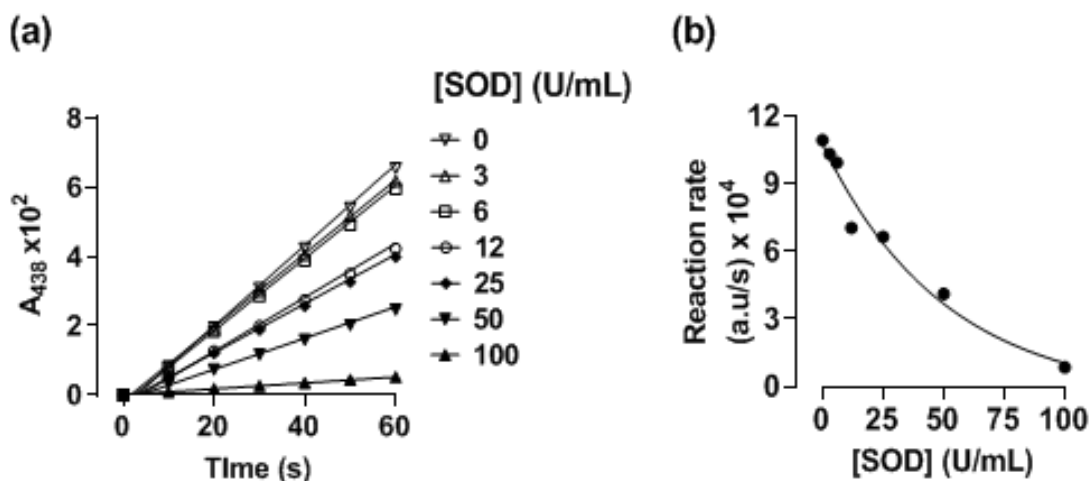 (a)
[SOD] (U/mL)
8
6
4
2
0
A₄₃₈ x10²
0 20 40 60
TIme (s)
0
3
6
12
25
50
100
(b)
12
9
6
3
0
Reaction rate
(a.u/s) x 10⁴
0 25 50 75 100
[SOD] (U/mL)